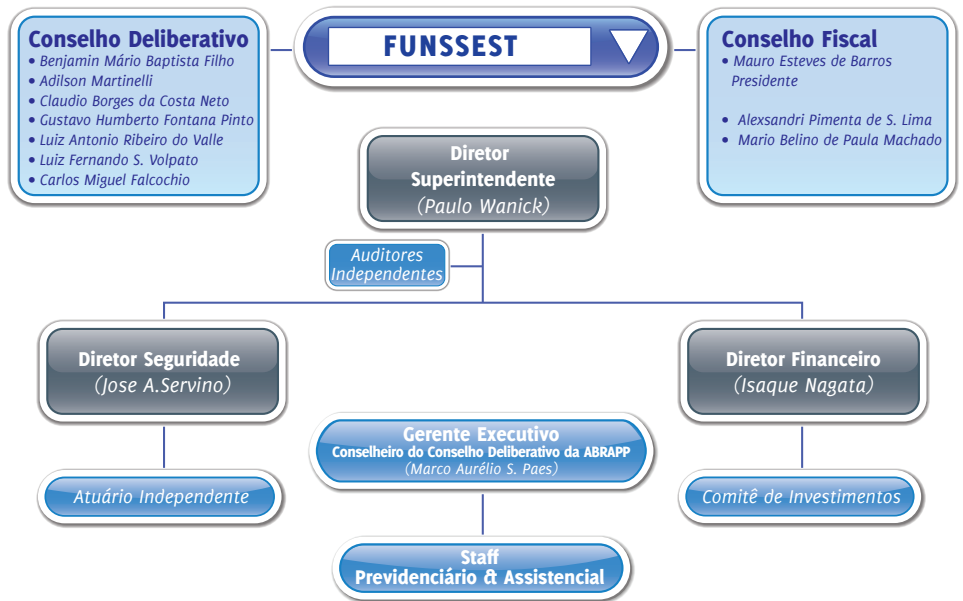 Conselho Deliberativo
• Benjamin Mário Baptista Filho
• Adilson Martinelli
• Claudio Borges da Costa Neto
• Gustavo Humberto Fontana Pinto
• Luiz Antonio Ribeiro do Valle
• Luiz Fernando S. Volpato
• Carlos Miguel Falcochio
FUNSSEST
Conselho Fiscal
• Mauro Esteves de Barros
Presidente
• Alexsandri Pimenta de S. Lima
• Mario Belino de Paula Machado
Diretor
Superintendente
(Paulo Wanick)
Auditores
Independentes
Diretor Seguridade
(Jose A.Servino)
Diretor Financeiro
(Isaque Nagata)
Gerente Executivo
Conselheiro do Conselho Deliberativo da ABRAPP
(Marco Aurélio S. Paes)
Atuário Independente
Comitê de Investimentos
Staff
Previdenciário & Assistencial